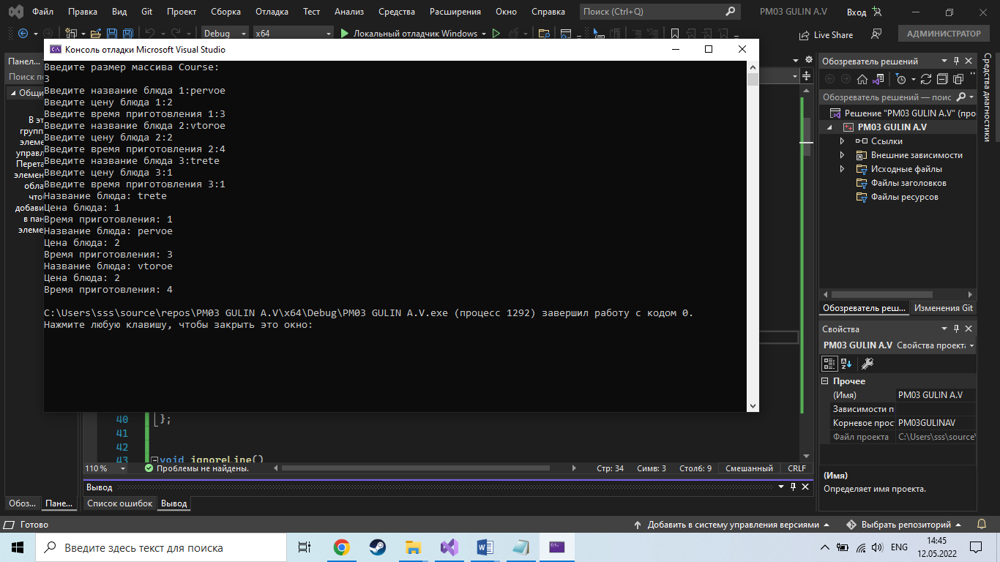 Файл Правка Вид Git Проект Сборка Отладка Тест Анализ Средства Расширения Окно Справка Поиск (Ctrl+Q) PM03 GULIN A.V Вход
Debug x64 Локальный отладчик Windows Live Share АДМИНИСТРАТОР
Консоль отладки Microsoft Visual Studio
Введите размер массива Course:
3
Введите название блюда 1:pervoe
Введите цену блюда 1:2
Введите время приготовления 1:3
Введите название блюда 2:vtoroe
Введите цену блюда 2:2
Введите время приготовления 2:4
Введите название блюда 3:trete
Введите цену блюда 3:1
Введите время приготовления 3:1
Название блюда: trete
Цена блюда: 1
Время приготовления: 1
Название блюда: pervoe
Цена блюда: 2
Время приготовления: 3
Название блюда: vtoroe
Цена блюда: 2
Время приготовления: 4
C:\Users\sss\source\repos\PM03 GULIN A.V\x64\Debug\PM03 GULIN A.V.exe (процесс 1292) завершил работу с кодом 0.
Нажмите любую клавишу, чтобы закрыть это окно:
Панел...
Поиск по
Общи
В эт
групп
элеме
управл
Перета
элемен
обла
что
добави
в пан
элеме
40 };
41
42
43 void ignoreLine()
110 % Проблемы не найдены. Стр: 34 Симв: 3 Столб: 9 Смешанный CRLF
Вывод
Обоз... Пане... Список ошибок Вывод
Обозреватель решений
Обозреватель решений — поис
Решение "PM03 GULIN A.V" (про
PM03 GULIN A.V
Ссылки
Внешние зависимости
Исходные файлы
Файлы заголовков
Файлы ресурсов
Обозреватель реш... Изменения Git
Свойства
PM03 GULIN A.V Свойства проекта
Прочее
(Имя) PM03 GULIN A.V
Зависимости п
Корневое прос PM03GULINAV
Файл проекта C:\Users\sss\source\
(Имя)
Определяет имя проекта.
Средства диагностики
Готово Добавить в систему управления версиями Выбрать репозиторий
Введите здесь текст для поиска ENG 14:45
12.05.2022